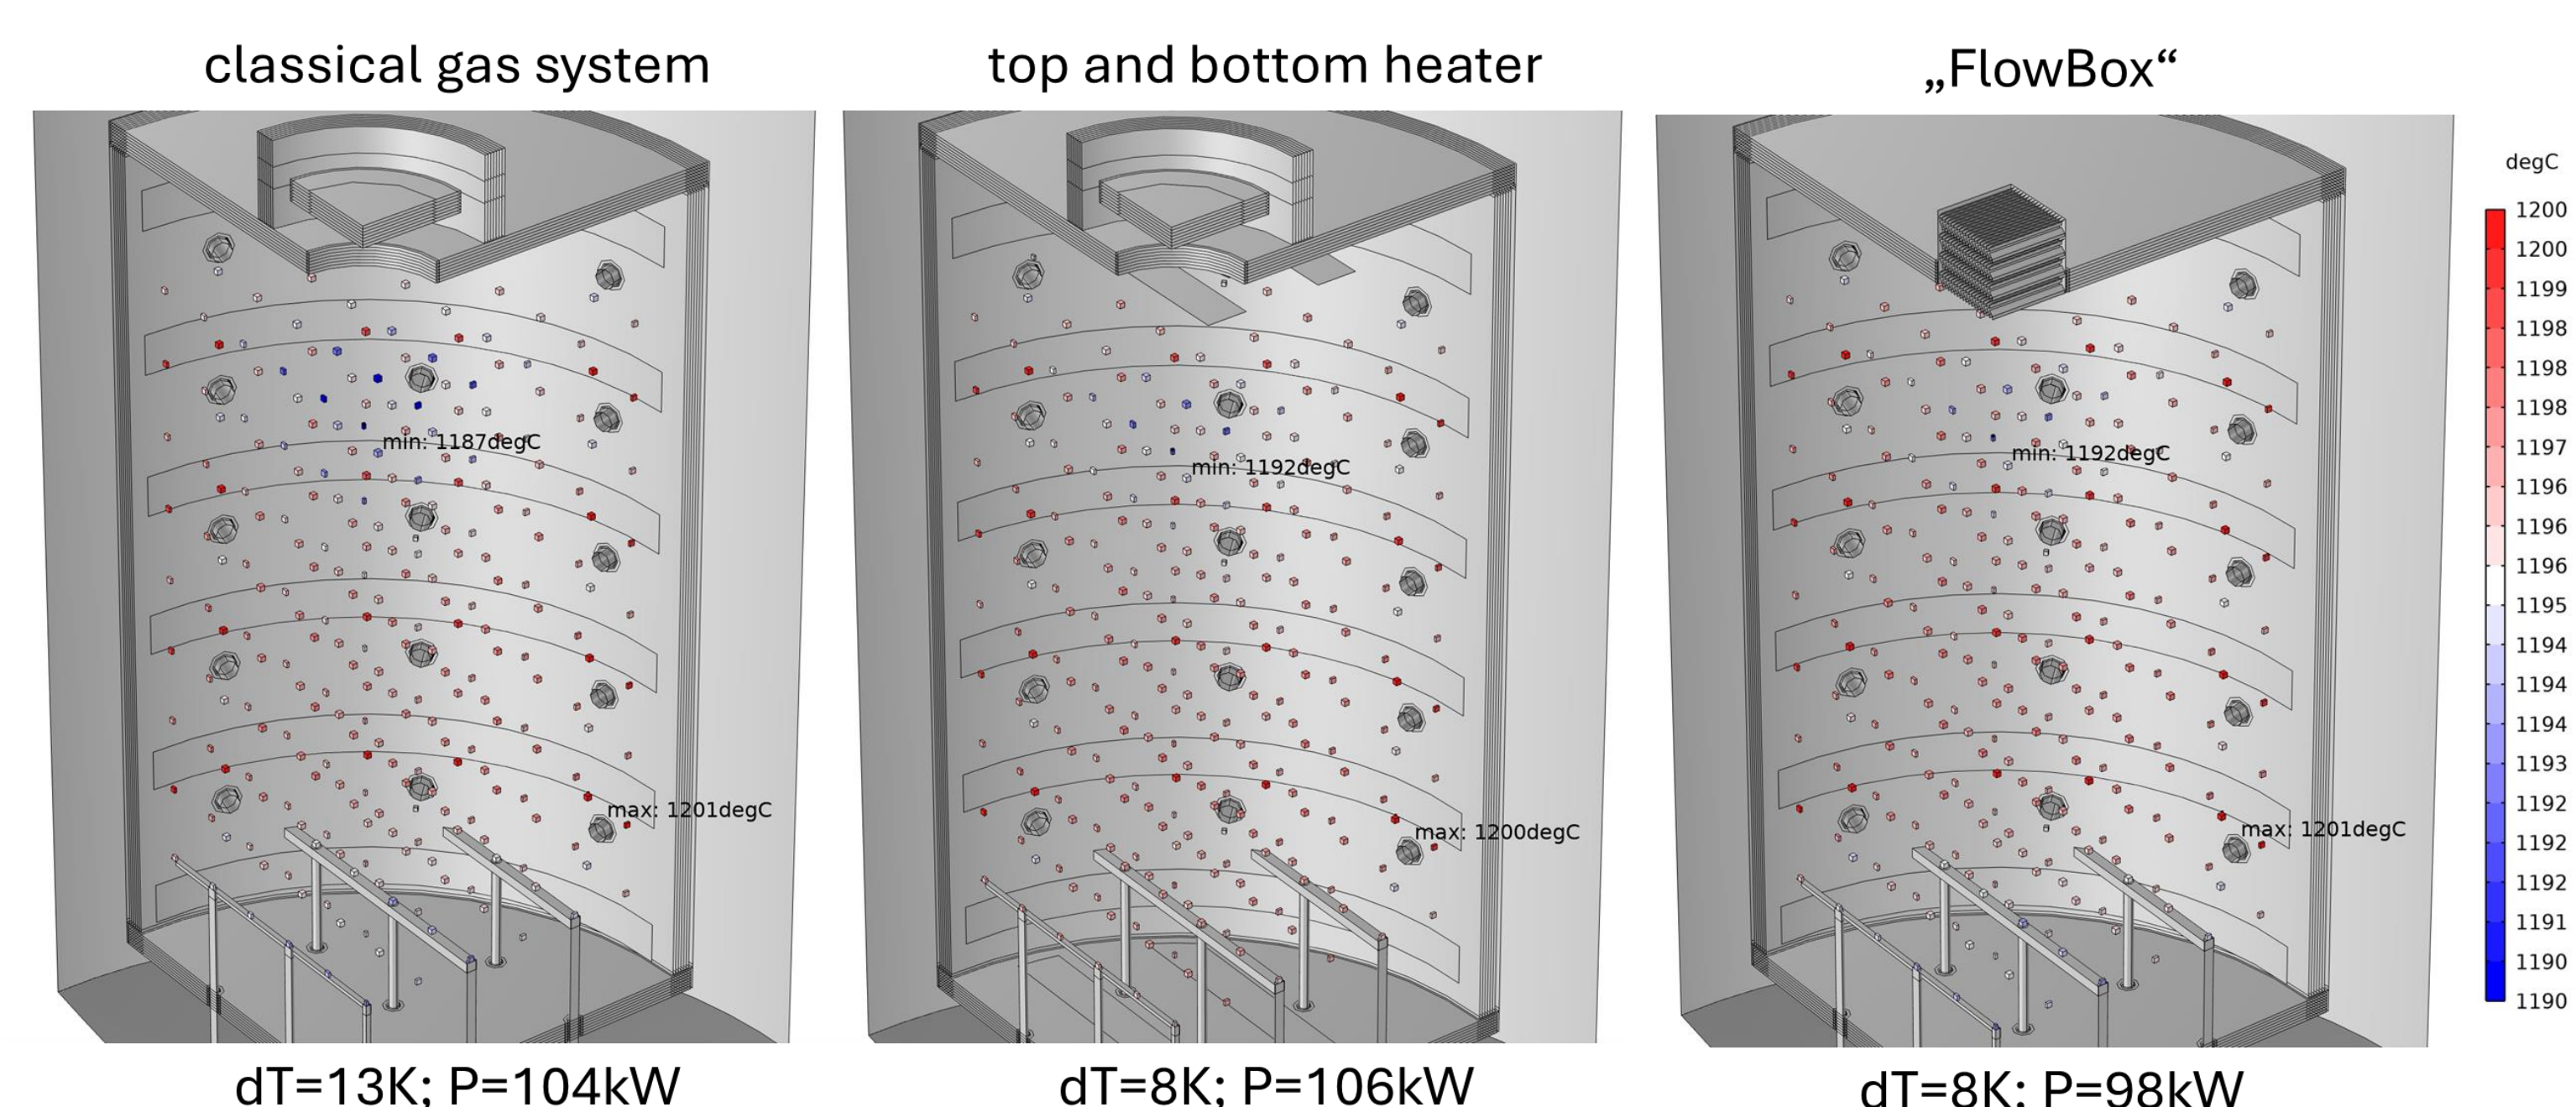 classical gas system
top and bottom heater
„FlowBox“
degC
1200
1200
1199
1198
1198
1198
1197
1196
1196
1196
1195
1194
1194
1194
1193
1192
1192
1192
1191
1190
1190
min: 1187degC
max: 1201degC
min: 1192degC
max: 1200degC
min: 1192degC
max: 1201degC
dT=13K; P=104kW
dT=8K; P=106kW
dT=8K; P=98kW